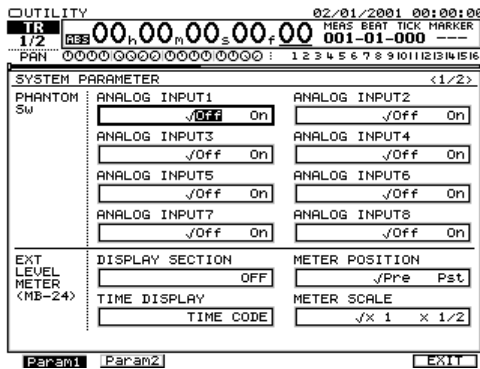 UTILITY 02/01/2001 00:00:00
TR 1/2 ABS 00h00m00s00f00 MEAS BEAT TICK MARKER
001-01-000 ---
PAN 1 2 3 4 5 6 7 8 9 10 11 12 13 14 15 16
SYSTEM PARAMETER <1/2>
PHANTOM SW
ANALOG INPUT1 ANALOG INPUT2
√Off On √Off On
ANALOG INPUT3 ANALOG INPUT4
√Off On √Off On
ANALOG INPUT5 ANALOG INPUT6
√Off On √Off On
ANALOG INPUT7 ANALOG INPUT8
√Off On √Off On
EXT LEVEL METER (MB-24)
DISPLAY SECTION METER POSITION
OFF √Pre Pst
TIME DISPLAY METER SCALE
TIME CODE √x 1 x 1/2
Param1 Param2 EXIT